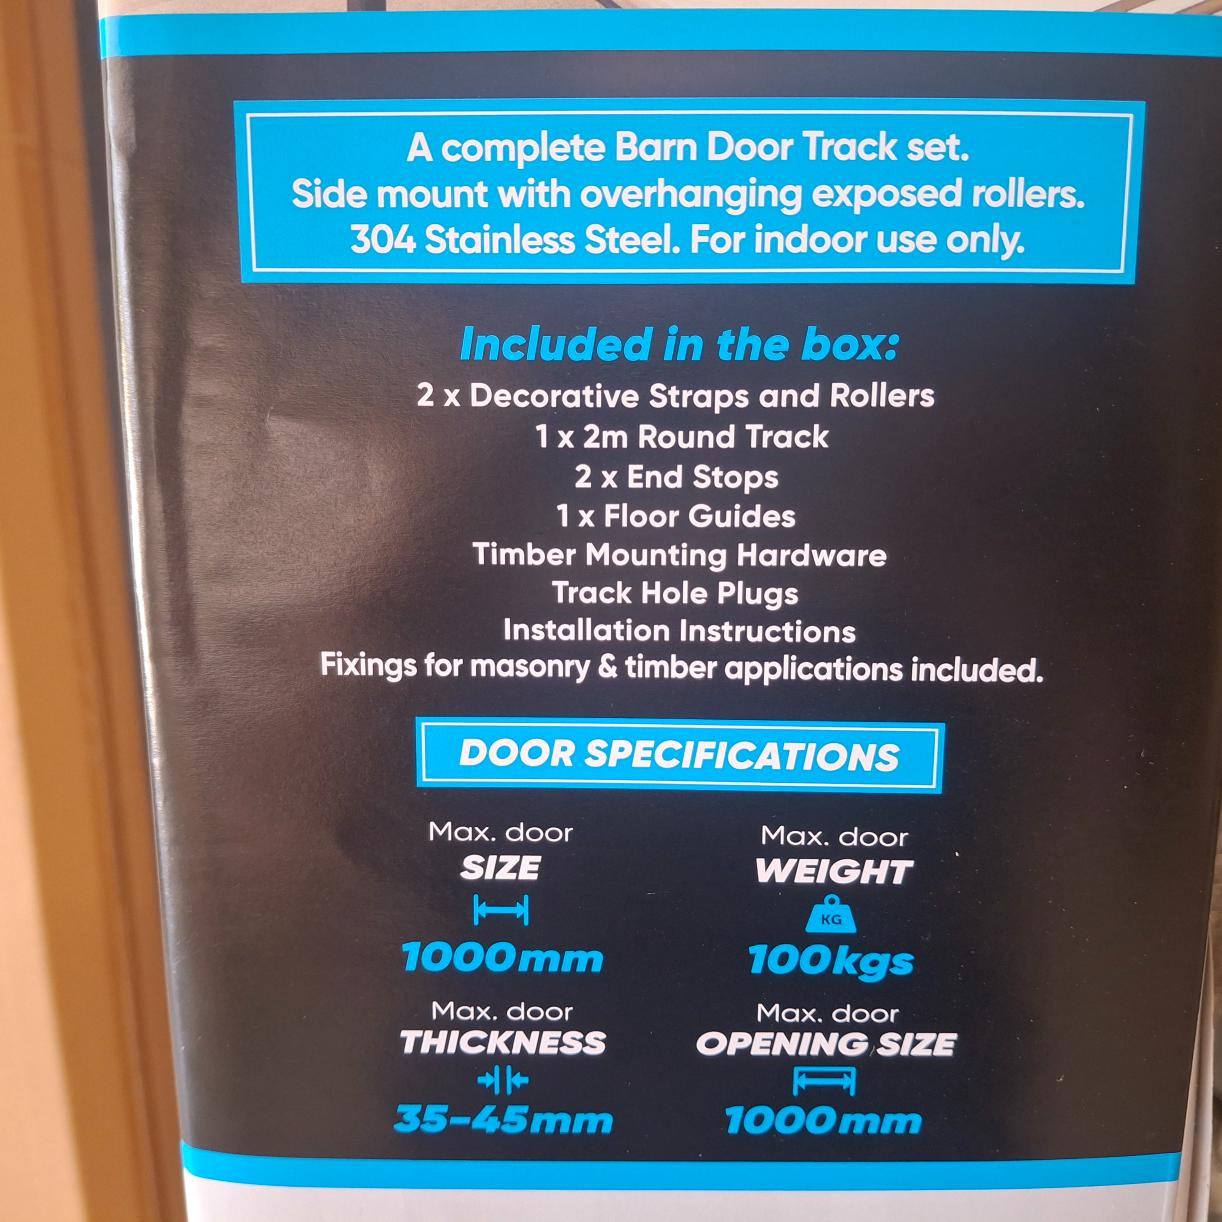 A complete Barn Door Track set.
Side mount with overhanging exposed rollers.
304 Stainless Steel. For indoor use only.
Included in the box:
2 x Decorative Straps and Rollers
1 x 2m Round Track
2 x End Stops
1 x Floor Guides
Timber Mounting Hardware
Track Hole Plugs
Installation Instructions
Fixings for masonry & timber applications included.
DOOR SPECIFICATIONS
Max. door
SIZE
1000mm
Max. door
WEIGHT
KG
100kgs
Max. door
THICKNESS
35-45mm
Max. door
OPENING SIZE
1000mm